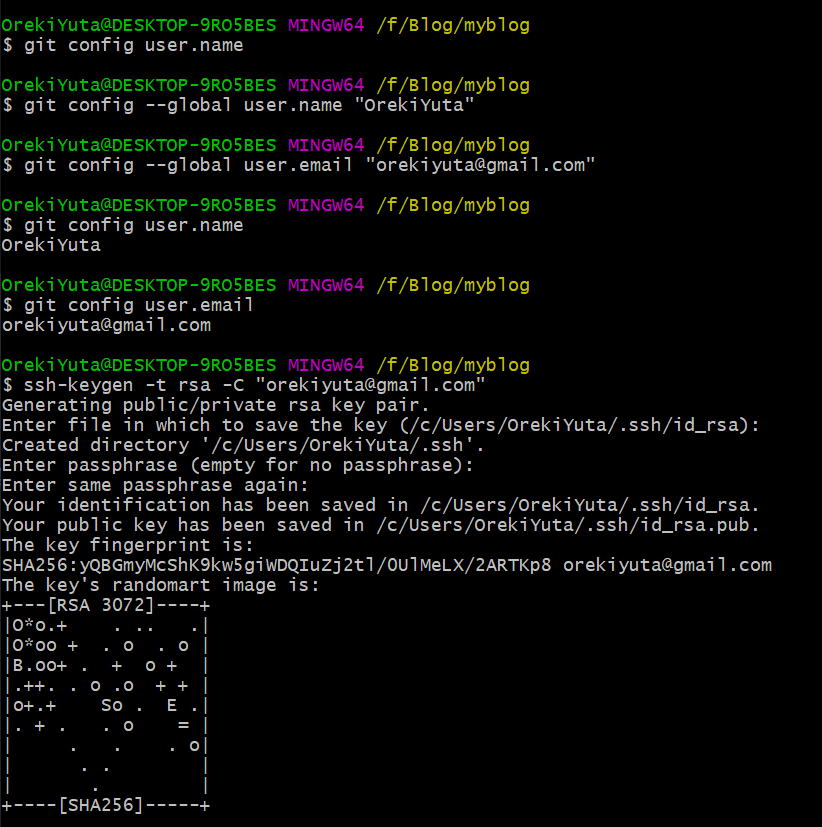 OrekiYuta@DESKTOP-9RO5BES MINGW64 /f/Blog/myblog
$ git config user.name

OrekiYuta@DESKTOP-9RO5BES MINGW64 /f/Blog/myblog
$ git config --global user.name "OrekiYuta"

OrekiYuta@DESKTOP-9RO5BES MINGW64 /f/Blog/myblog
$ git config --global user.email "orekiyuta@gmail.com"

OrekiYuta@DESKTOP-9RO5BES MINGW64 /f/Blog/myblog
$ git config user.name
OrekiYuta

OrekiYuta@DESKTOP-9RO5BES MINGW64 /f/Blog/myblog
$ git config user.email
orekiyuta@gmail.com

OrekiYuta@DESKTOP-9RO5BES MINGW64 /f/Blog/myblog
$ ssh-keygen -t rsa -C "orekiyuta@gmail.com"
Generating public/private rsa key pair.
Enter file in which to save the key (/c/Users/OrekiYuta/.ssh/id_rsa):
Created directory '/c/Users/OrekiYuta/.ssh'.
Enter passphrase (empty for no passphrase):
Enter same passphrase again:
Your identification has been saved in /c/Users/OrekiYuta/.ssh/id_rsa.
Your public key has been saved in /c/Users/OrekiYuta/.ssh/id_rsa.pub.
The key fingerprint is:
SHA256:yQBGmyMcShK9kw5giWDQIuZj2tl/OUlMeLX/2ARTKp8 orekiyuta@gmail.com
The key's randomart image is:
+---[RSA 3072]----+
|O*o.+    . ..   .|
|O*oo +  . o  . o |
|B.oo+ .  +  o +  |
|.++. . o .o  + + |
|o+.+    So .  E .|
|. + .   . o    = |
|     .   .    . o|
|      . .        |
|       .         |
+----[SHA256]-----+